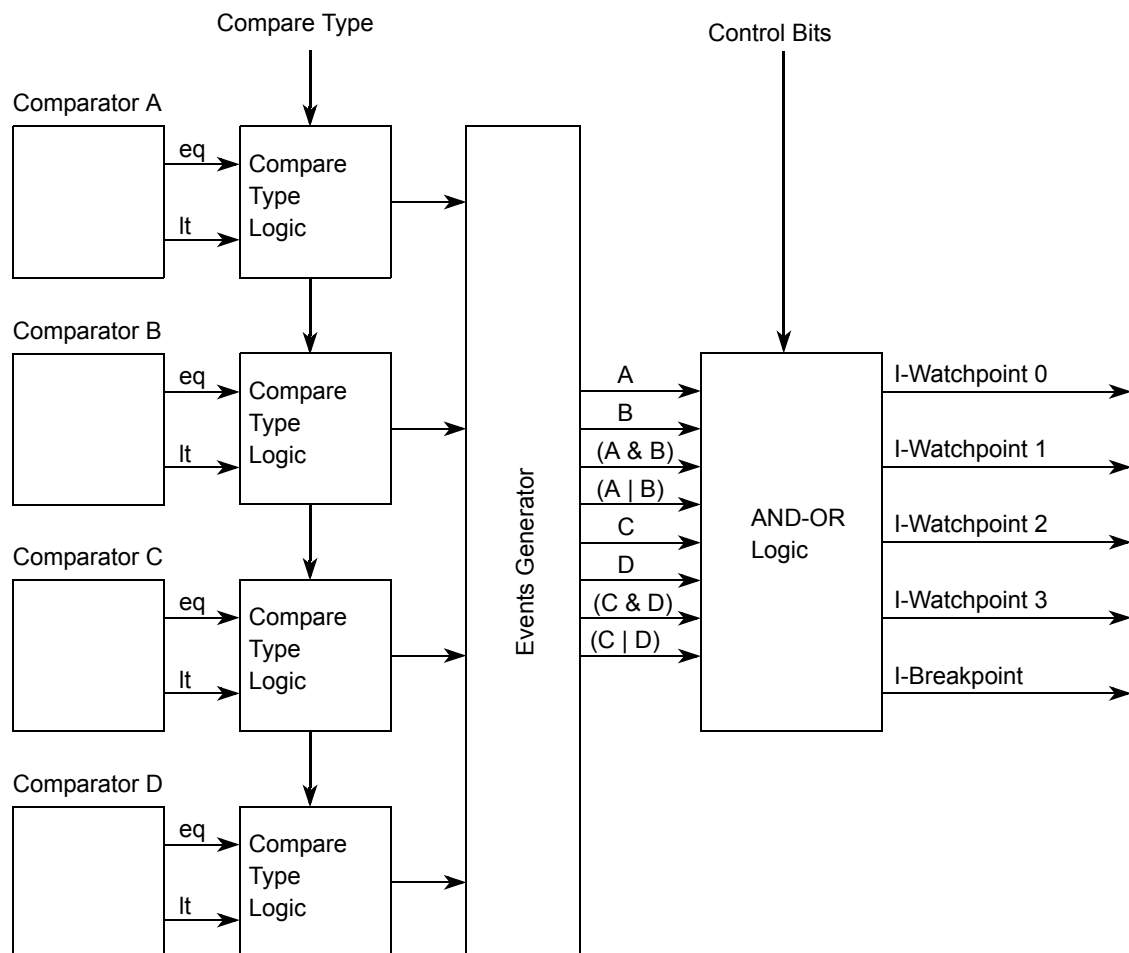 Compare Type
Control Bits
Comparator A
eq
lt
Compare
Type
Logic
Comparator B
eq
lt
Compare
Type
Logic
Comparator C
eq
lt
Compare
Type
Logic
Comparator D
eq
lt
Compare
Type
Logic
Events Generator
A
B
(A & B)
(A | B)
C
D
(C & D)
(C | D)
AND-OR
Logic
I-Watchpoint 0
I-Watchpoint 1
I-Watchpoint 2
I-Watchpoint 3
I-Breakpoint